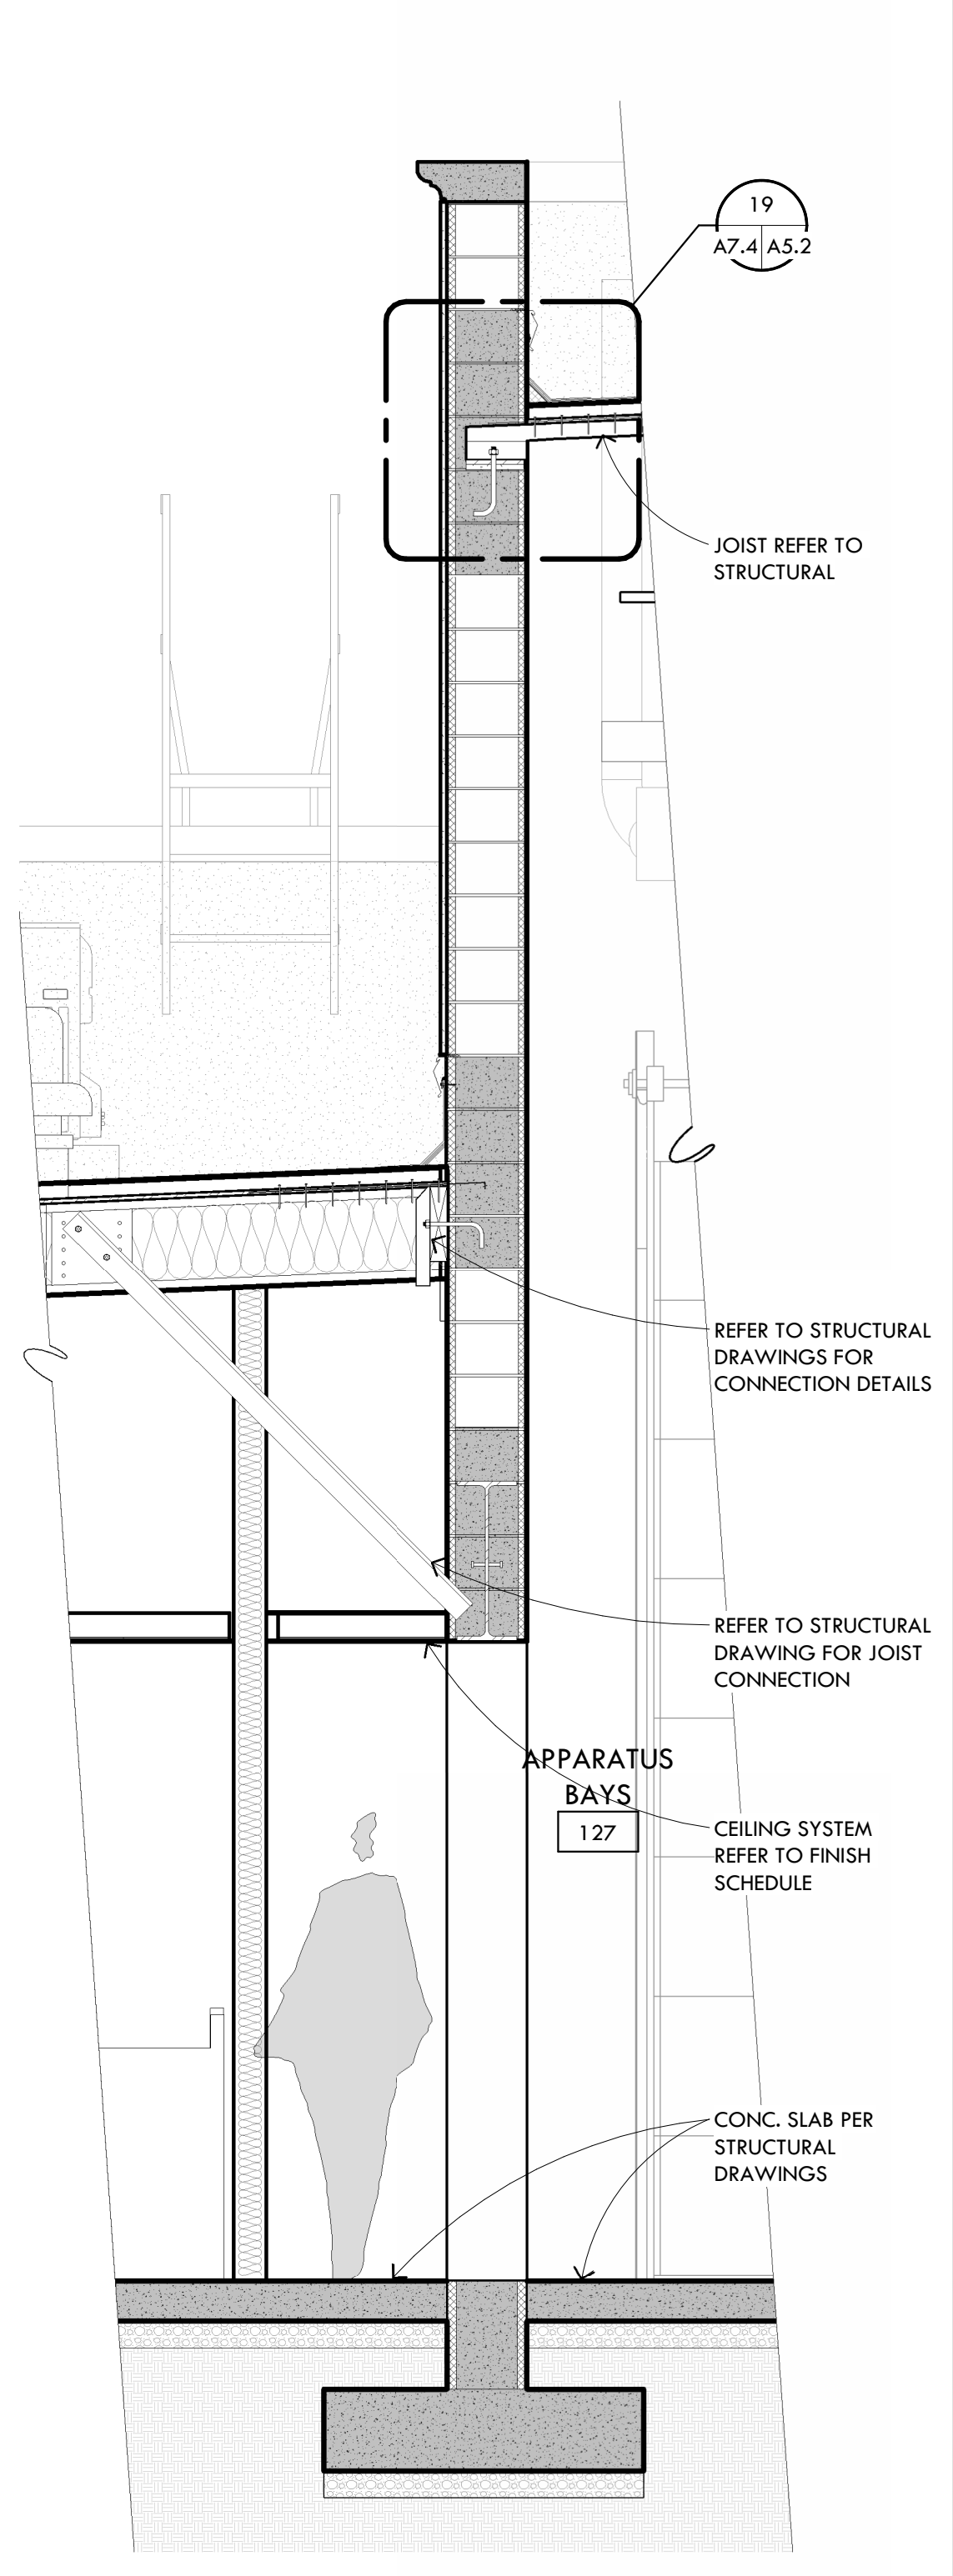 19
A7.4 A5.2
JOIST REFER TO
STRUCTURAL
REFER TO STRUCTURAL
DRAWINGS FOR
CONNECTION DETAILS
REFER TO STRUCTURAL
DRAWING FOR JOIST
CONNECTION
APPARATUS
BAYS
127
CEILING SYSTEM
REFER TO FINISH
SCHEDULE
CONC. SLAB PER
STRUCTURAL
DRAWINGS